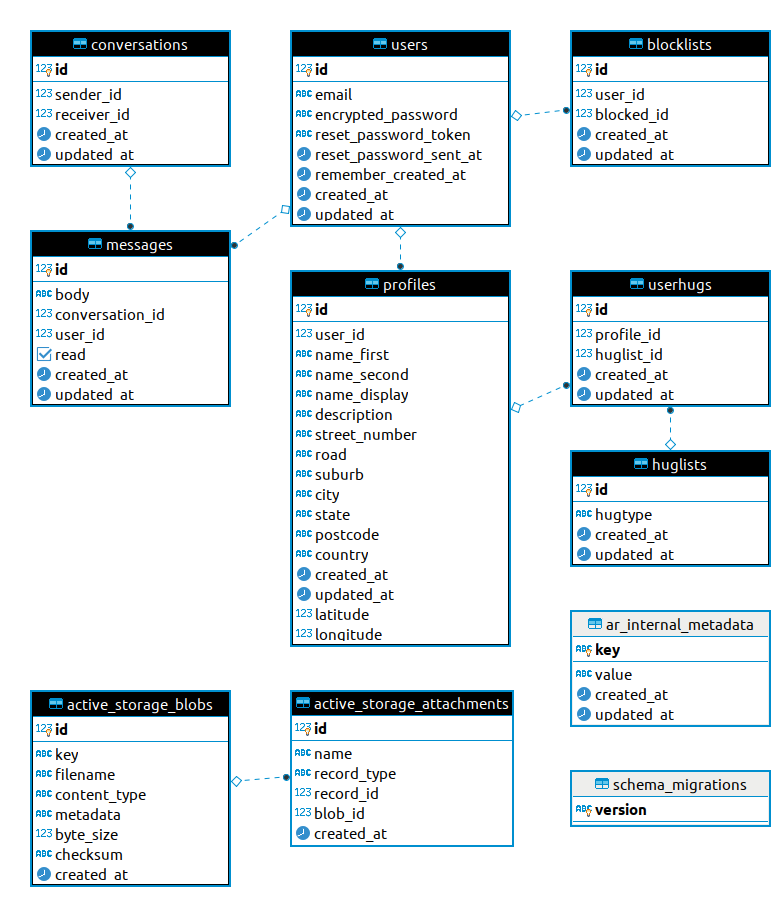 conversations
123 id
123 sender_id
123 receiver_id
created_at
updated_at
users
123 id
ABC email
ABC encrypted_password
ABC reset_password_token
reset_password_sent_at
remember_created_at
created_at
updated_at
blocklists
123 id
123 user_id
123 blocked_id
created_at
updated_at
messages
123 id
ABC body
123 conversation_id
123 user_id
read
created_at
updated_at
profiles
123 id
123 user_id
ABC name_first
ABC name_second
ABC name_display
ABC description
ABC street_number
ABC road
ABC suburb
ABC city
ABC state
ABC postcode
ABC country
created_at
updated_at
123 latitude
123 longitude
userhugs
123 id
123 profile_id
123 huglist_id
created_at
updated_at
huglists
123 id
ABC hugtype
created_at
updated_at
ar_internal_metadata
ABC key
ABC value
created_at
updated_at
active_storage_blobs
123 id
ABC key
ABC filename
ABC content_type
ABC metadata
123 byte_size
ABC checksum
created_at
active_storage_attachments
123 id
ABC name
ABC record_type
123 record_id
123 blob_id
created_at
schema_migrations
ABC version